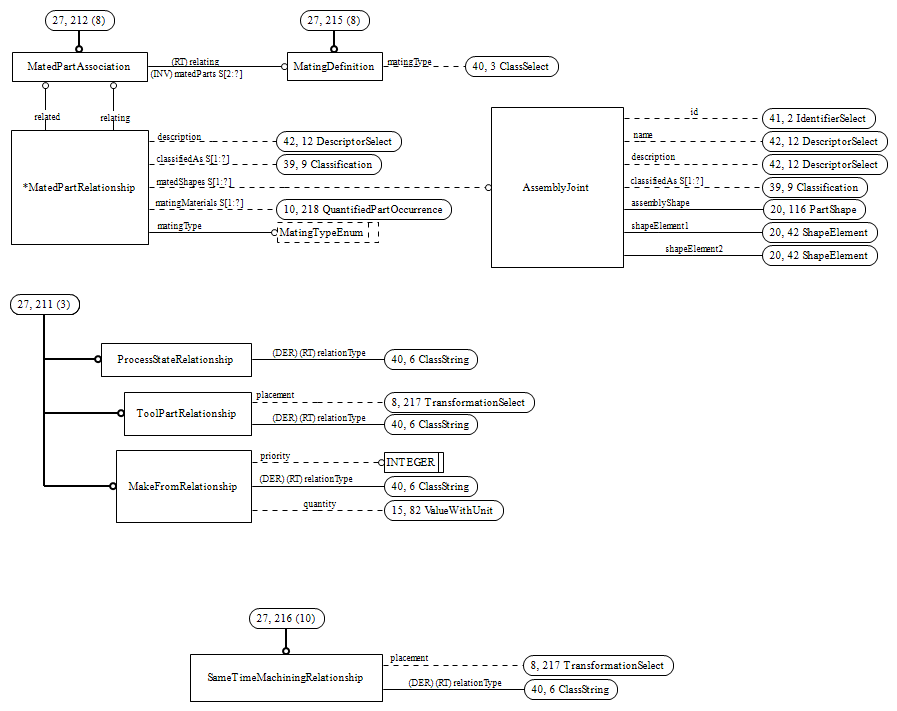 27, 212 (8)
27, 215 (8)
MatedPartAssociation
(RT) relating
(INV) matedParts S[2:?]
MatingDefinition
matingType
40, 3 ClassSelect
related
relating
*MatedPartRelationship
description
42, 12 DescriptorSelect
classifiedAs S[1:?]
39, 9 Classification
matedShapes S[1:?]
matingMaterials S[1:?]
10, 218 QuantifiedPartOccurrence
matingType
MatingTypeEnum
AssemblyJoint
id
41, 2 IdentifierSelect
name
42, 12 DescriptorSelect
description
42, 12 DescriptorSelect
classifiedAs S[1:?]
39, 9 Classification
assemblyShape
20, 116 PartShape
shapeElement1
20, 42 ShapeElement
shapeElement2
20, 42 ShapeElement
27, 211 (3)
ProcessStateRelationship
(DER) (RT) relationType
40, 6 ClassString
ToolPartRelationship
placement
8, 217 TransformationSelect
(DER) (RT) relationType
40, 6 ClassString
MakeFromRelationship
priority
INTEGER
(DER) (RT) relationType
40, 6 ClassString
quantity
15, 82 ValueWithUnit
27, 216 (10)
SameTimeMachiningRelationship
placement
8, 217 TransformationSelect
(DER) (RT) relationType
40, 6 ClassString